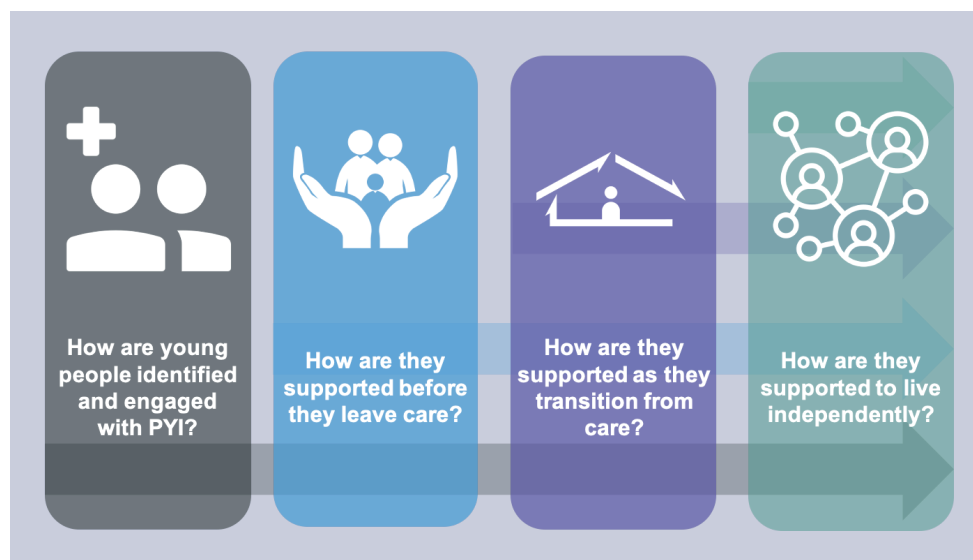 How are young
people identified
and engaged
with PYI?
How are they
supported before
they leave care?
How are they
supported as they
transition from
care?
How are they
supported to live
independently?